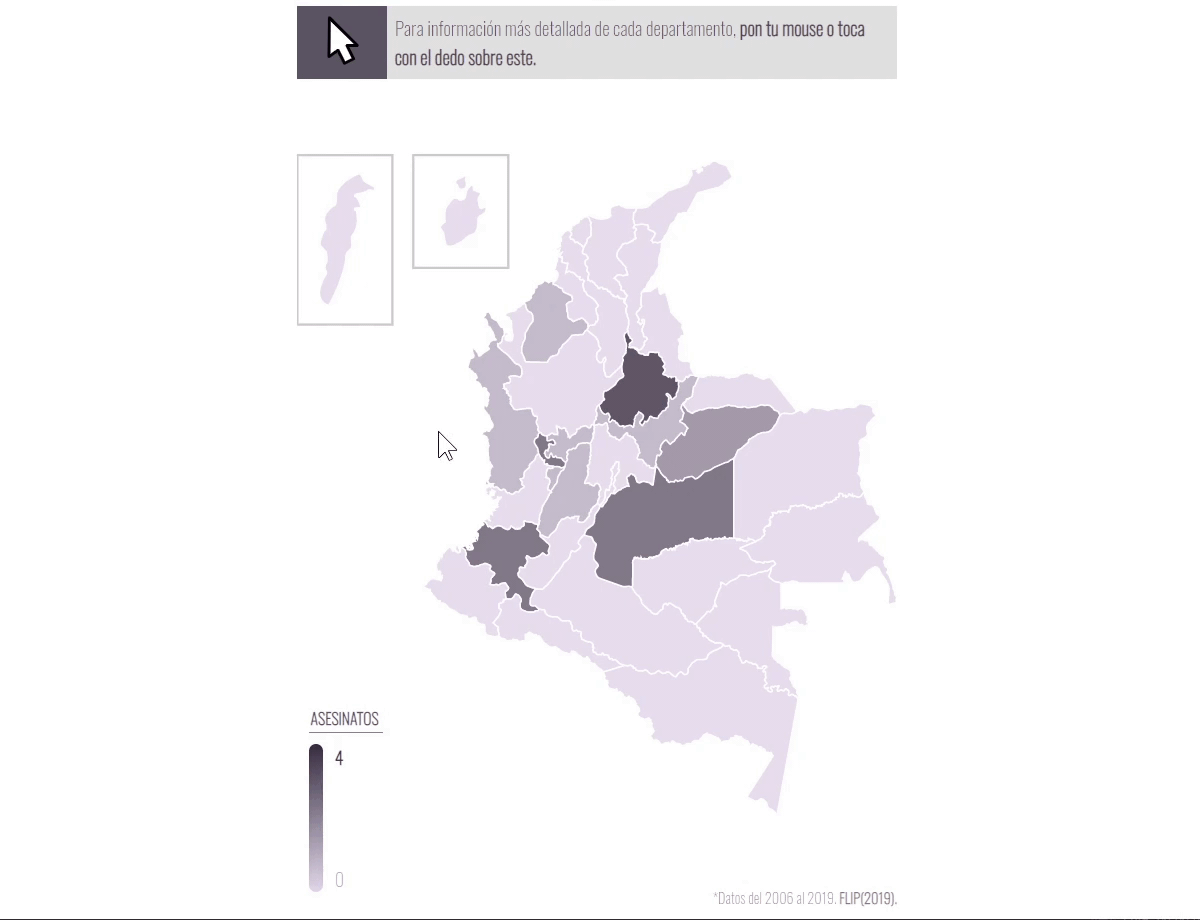 Para información más detallada de cada departamento, pon tu mouse o toca
con el dedo sobre este.
ASESINATOS
4
0
*Datos del 2006 al 2019. FLIP(2019).